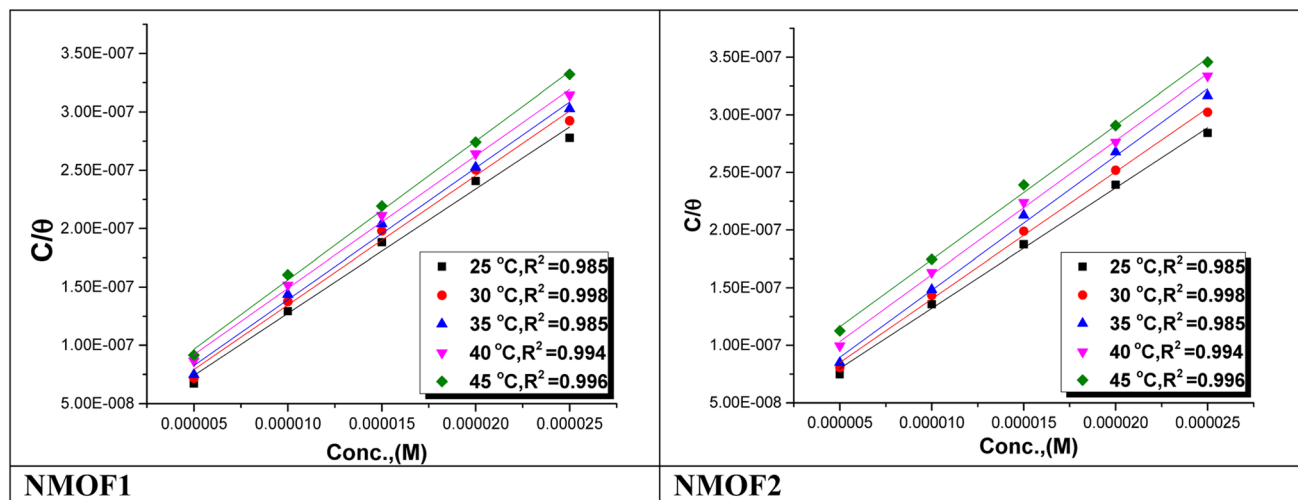 3.50E-007
3.00E-007
2.50E-007
2.00E-007
1.50E-007
1.00E-007
5.00E-008
C/θ
25 °C,R²=0.985
30 °C,R²=0.998
35 °C,R²=0.985
40 °C,R²=0.994
45 °C,R²=0.996
0.000005 0.000010 0.000015 0.000020 0.000025
Conc.,(M)
NMOF1
3.50E-007
3.00E-007
2.50E-007
2.00E-007
1.50E-007
1.00E-007
5.00E-008
C/θ
25 °C,R²=0.985
30 °C,R²=0.998
35 °C,R²=0.985
40 °C,R²=0.994
45 °C,R²=0.996
0.000005 0.000010 0.000015 0.000020 0.000025
Conc.,(M)
NMOF2